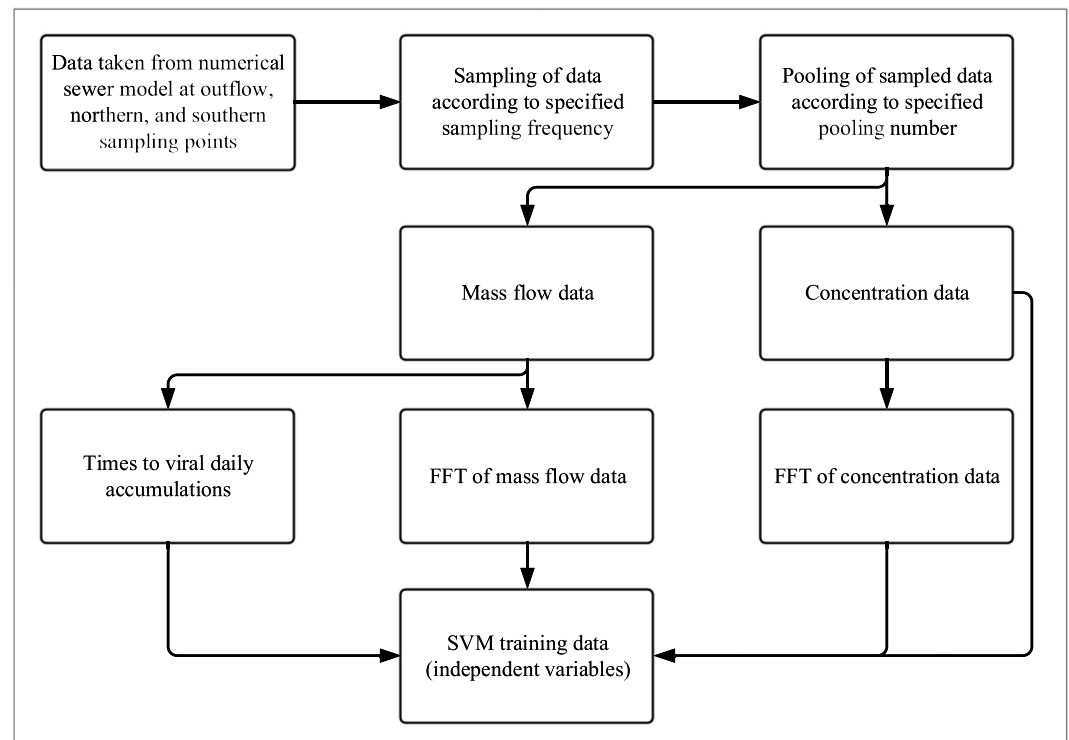 Data taken from numerical
sewer model at outflow,
northern, and southern
sampling points
Sampling of data
according to specified
sampling frequency
Pooling of sampled data
according to specified
pooling number
Mass flow data
Concentration data
Times to viral daily
accumulations
FFT of mass flow data
FFT of concentration data
SVM training data
(independent variables)